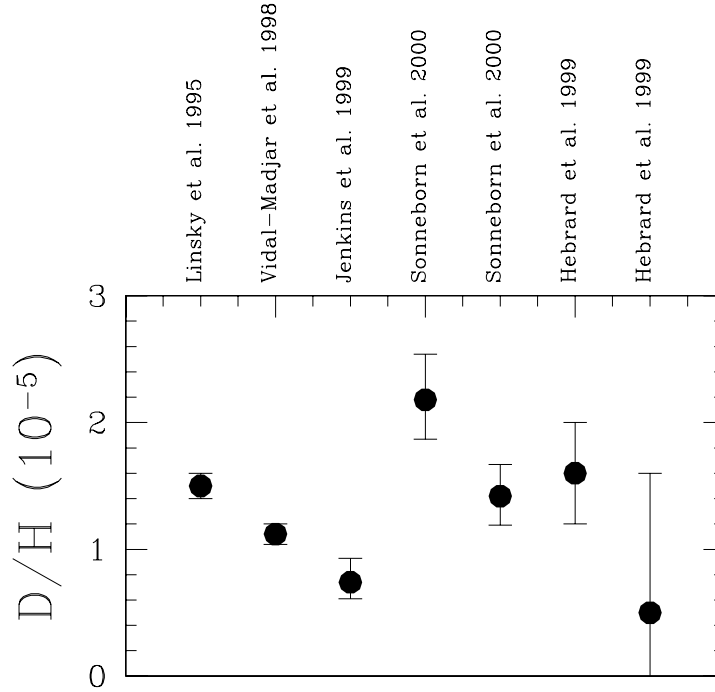 Linsky et al. 1995
Vidal-Madjar et al. 1998
Jenkins et al. 1999
Sonneborn et al. 2000
Sonneborn et al. 2000
Hebrard et al. 1999
Hebrard et al. 1999
D/H (10⁻⁵)
3
2
1
0